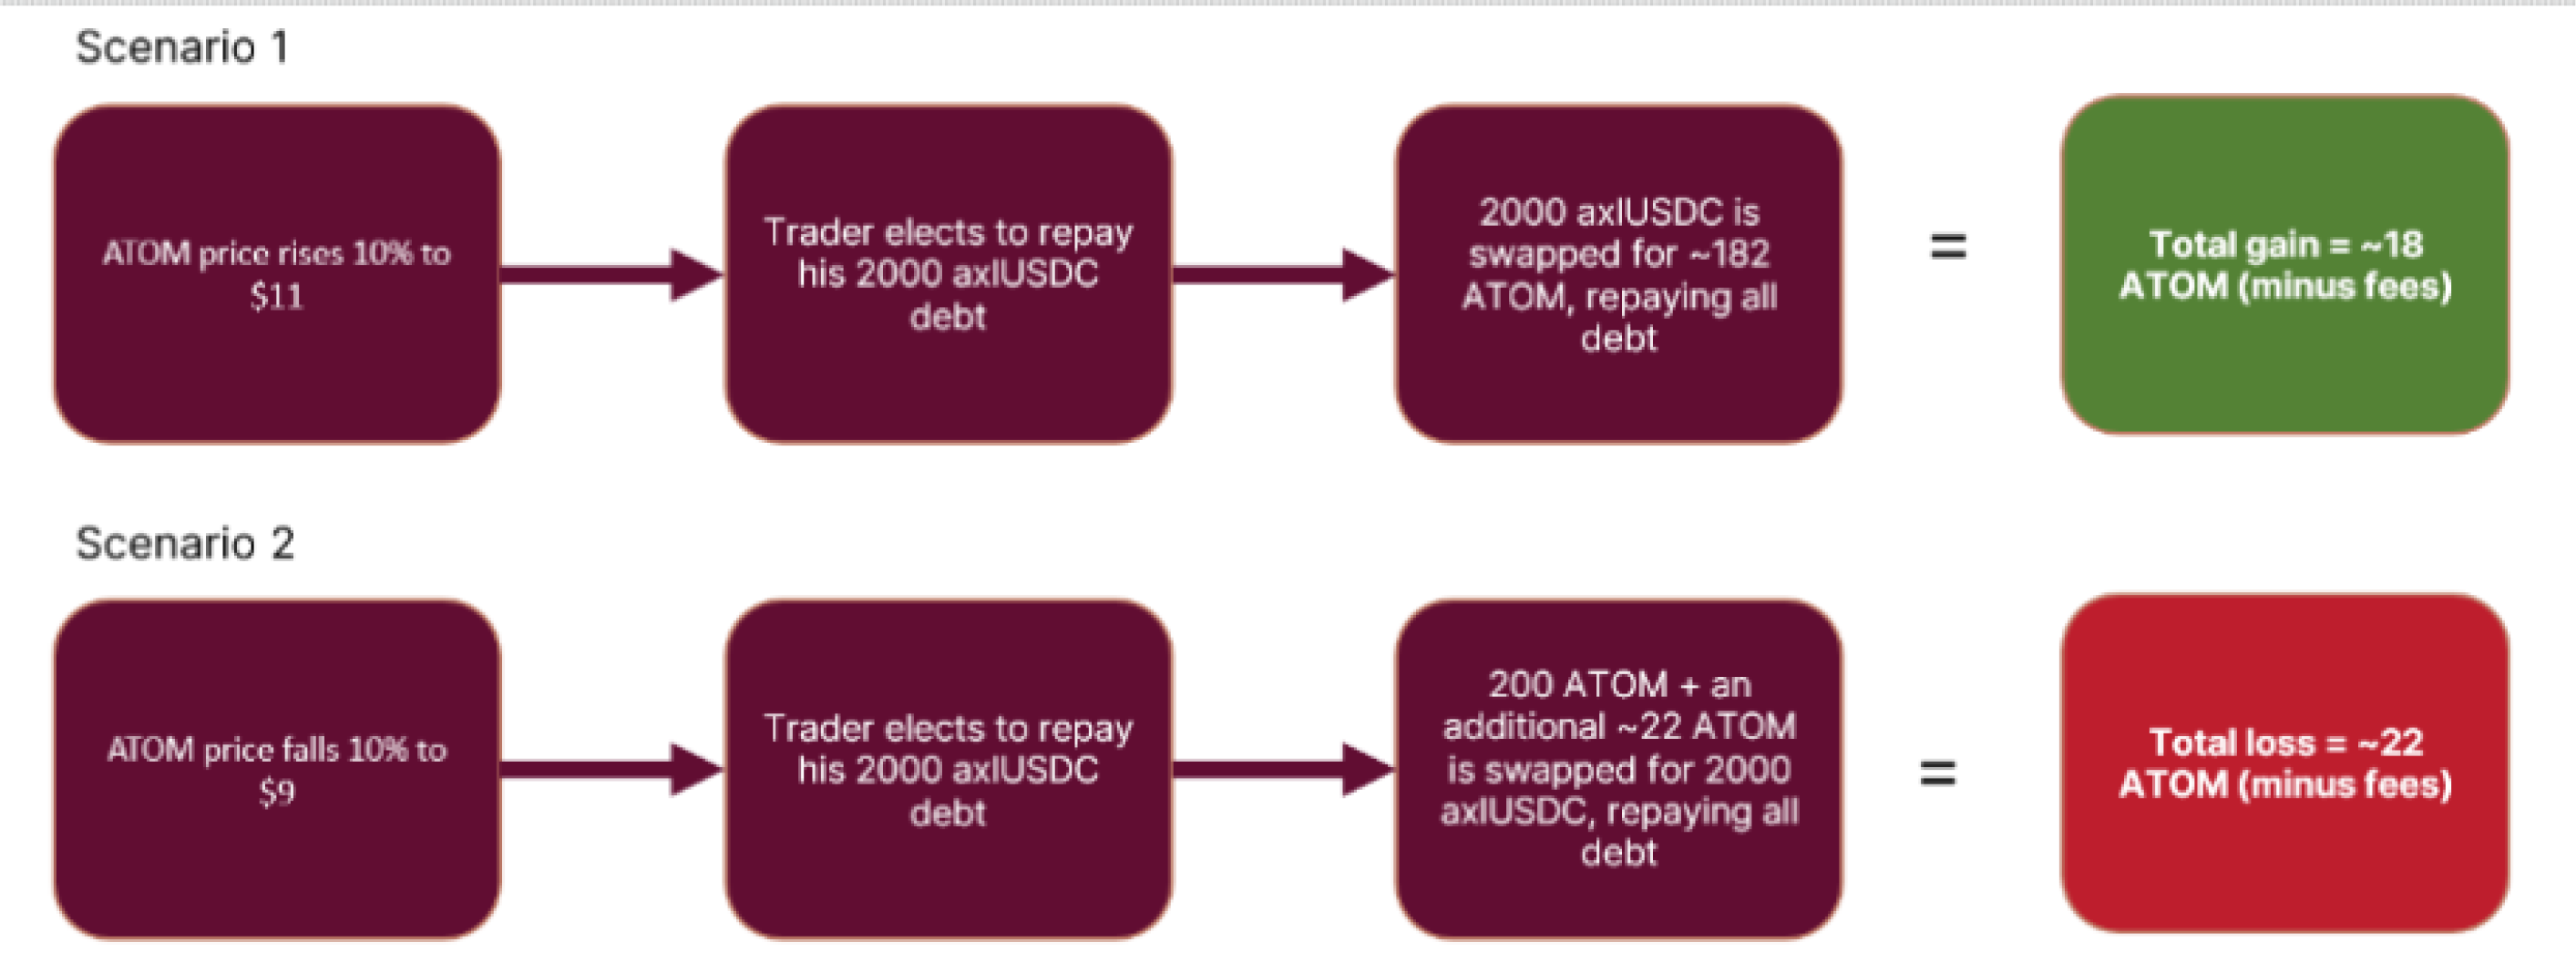 Scenario 1
ATOM price rises 10% to
$11
Trader elects to repay
his 2000 axlUSDC
debt
2000 axlUSDC is
swapped for ~182
ATOM, repaying all
debt
=
Total gain = ~18
ATOM (minus fees)
Scenario 2
ATOM price falls 10% to
$9
Trader elects to repay
his 2000 axlUSDC
debt
200 ATOM + an
additional ~22 ATOM
is swapped for 2000
axlUSDC, repaying all
debt
=
Total loss = ~22
ATOM (minus fees)